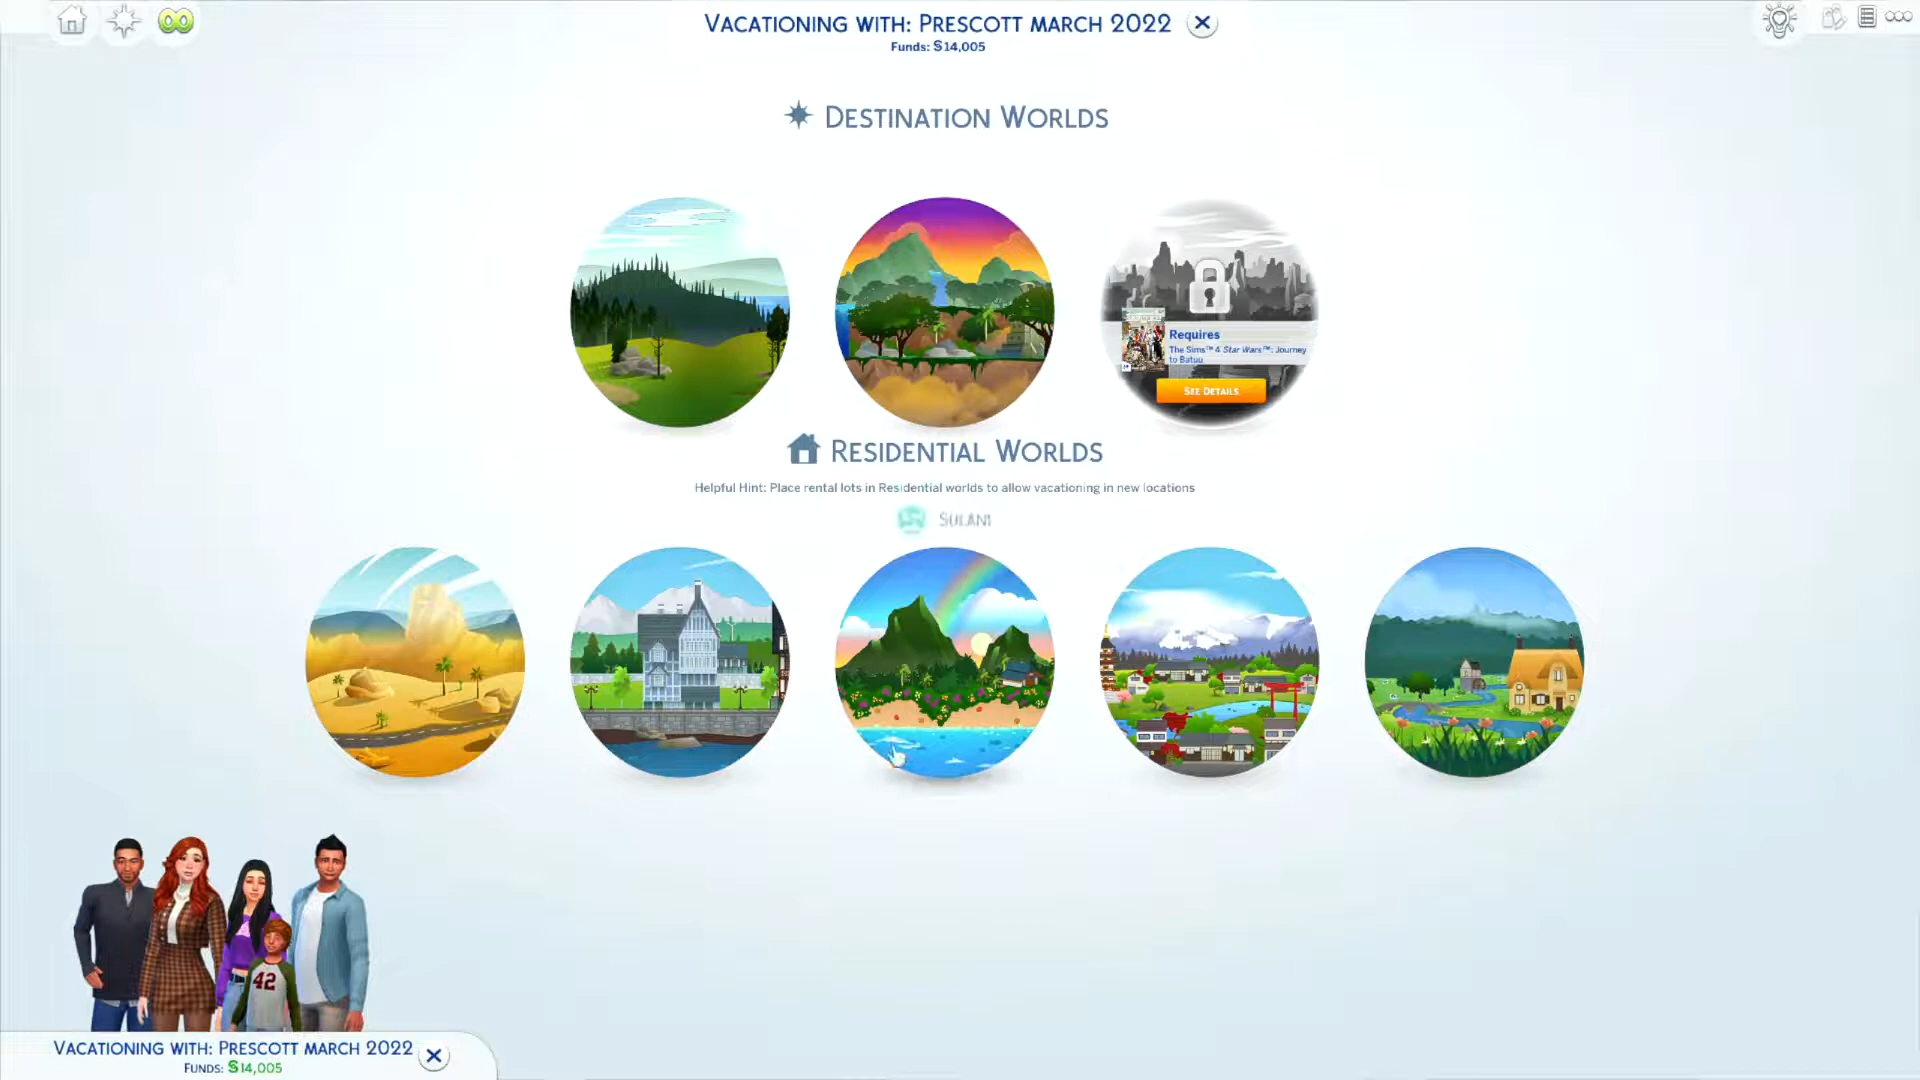 VACATIONING WITH: PRESCOTT MARCH 2022
Funds: §14,005
DESTINATION WORLDS
Requires
The Sims™ 4 Star Wars™: Journey
to Batuu
SEE DETAILS
RESIDENTIAL WORLDS
Helpful Hint: Place rental lots in Residential worlds to allow vacationing in new locations
SULANI
42
VACATIONING WITH: PRESCOTT MARCH 2022
FUNDS: §14,005